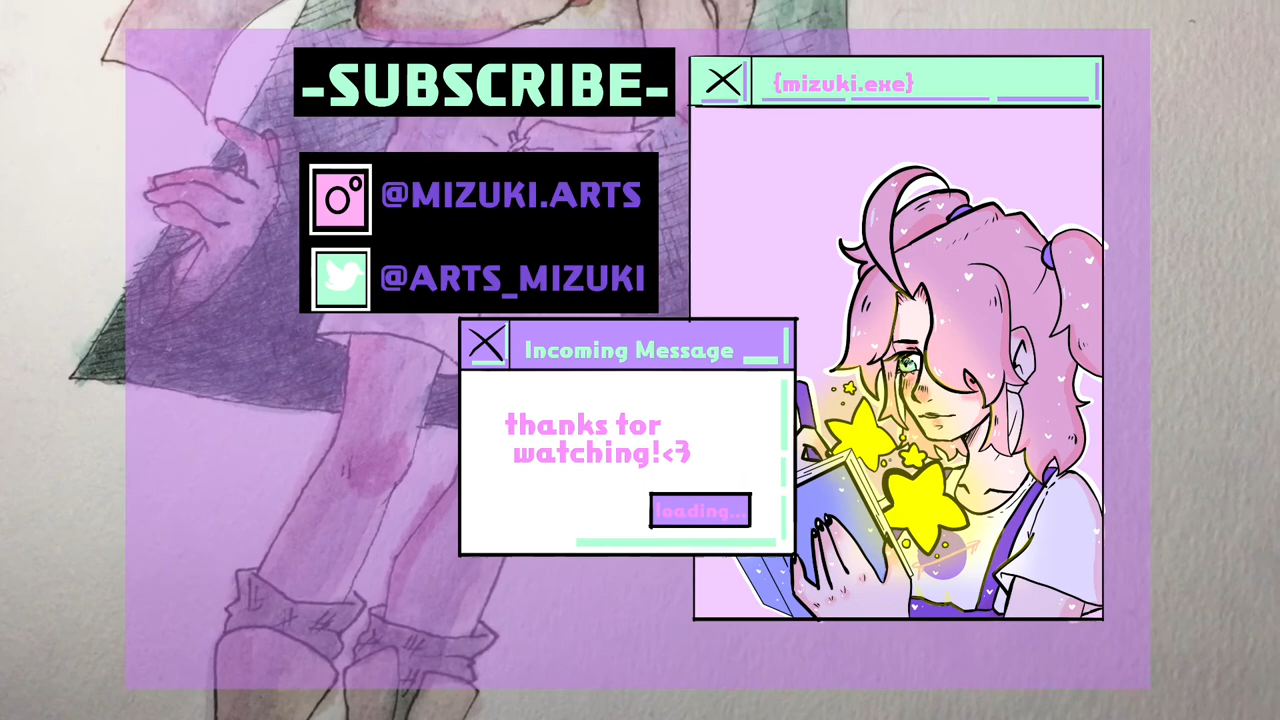 -SUBSCRIBE-
@MIZUKI.ARTS
@ARTS_MIZUKI
{mizuki.exe}
Incoming Message
thanks for
watching!<3
loading...